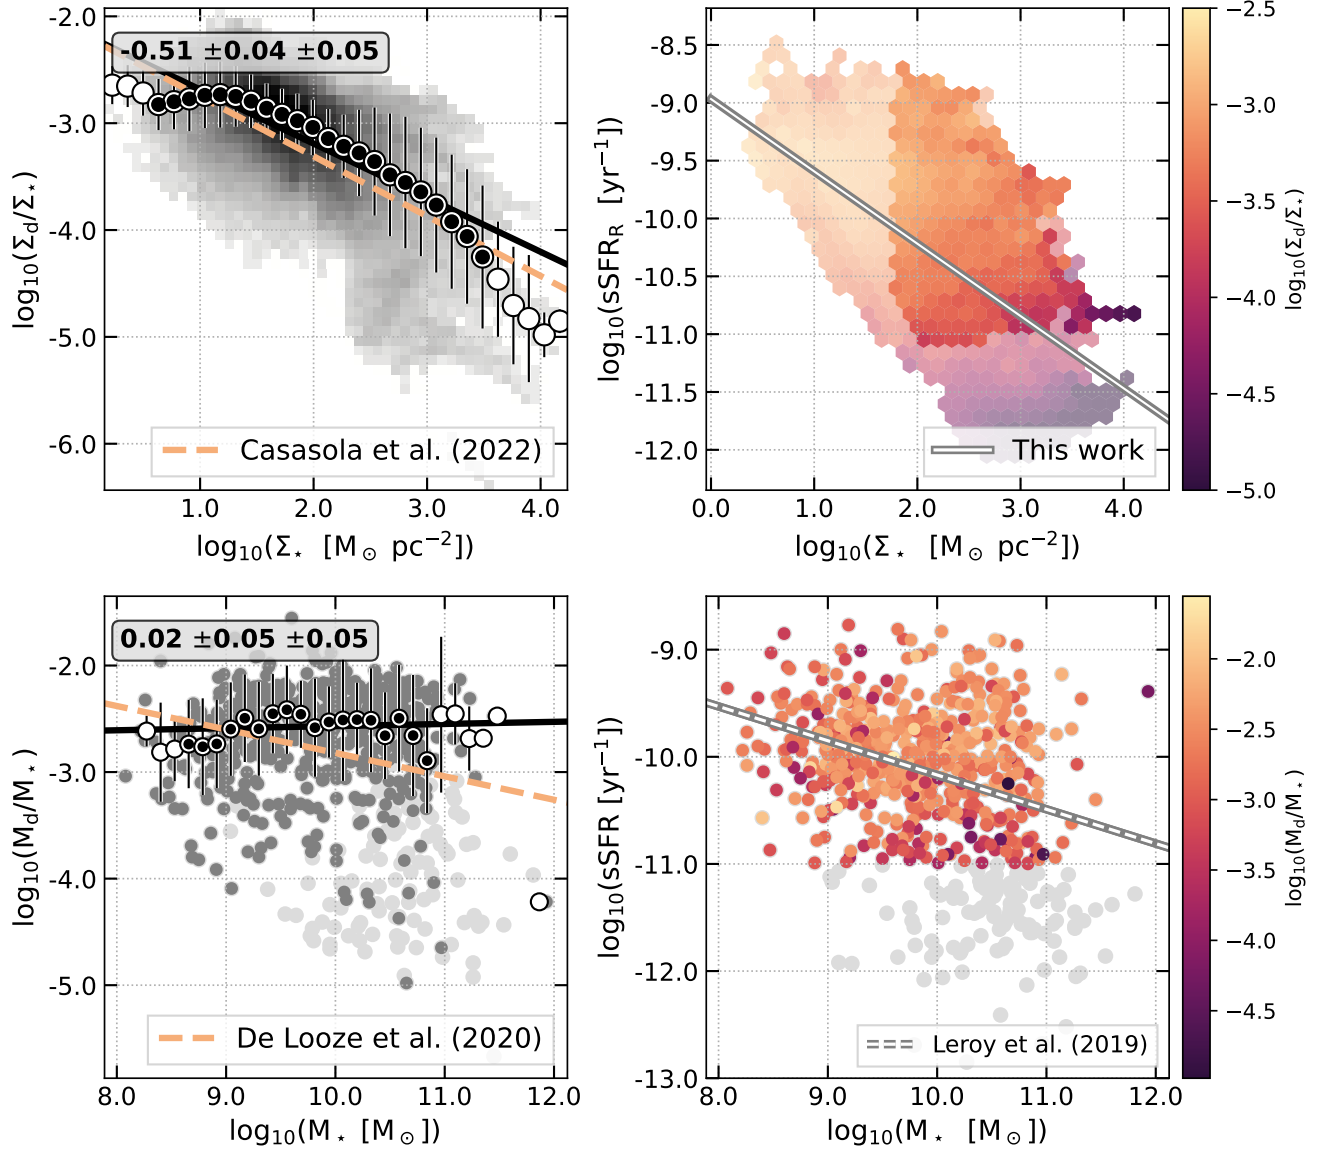 -2.0
-3.0
-4.0
-5.0
-6.0
log₁₀(Σd/Σ⋆)
-0.51 ±0.04 ±0.05
Casasola et al. (2022)
1.0 2.0 3.0 4.0
log₁₀(Σ⋆ [M⊙ pc⁻²])
-8.5
-9.0
-9.5
-10.0
-10.5
-11.0
-11.5
-12.0
log₁₀(sSFR_R [yr⁻¹])
This work
0.0 1.0 2.0 3.0 4.0
log₁₀(Σ⋆ [M⊙ pc⁻²])
−2.5
−3.0
−3.5
−4.0
−4.5
−5.0
log₁₀(Σd/Σ⋆)
-2.0
-3.0
-4.0
-5.0
log₁₀(Md/M⋆)
0.02 ±0.05 ±0.05
De Looze et al. (2020)
8.0 9.0 10.0 11.0 12.0
log₁₀(M⋆ [M⊙])
-9.0
-10.0
-11.0
-12.0
-13.0
log₁₀(sSFR [yr⁻¹])
Leroy et al. (2019)
8.0 9.0 10.0 11.0 12.0
log₁₀(M⋆ [M⊙])
−2.0
−2.5
−3.0
−3.5
−4.0
−4.5
log₁₀(Md/M⋆)